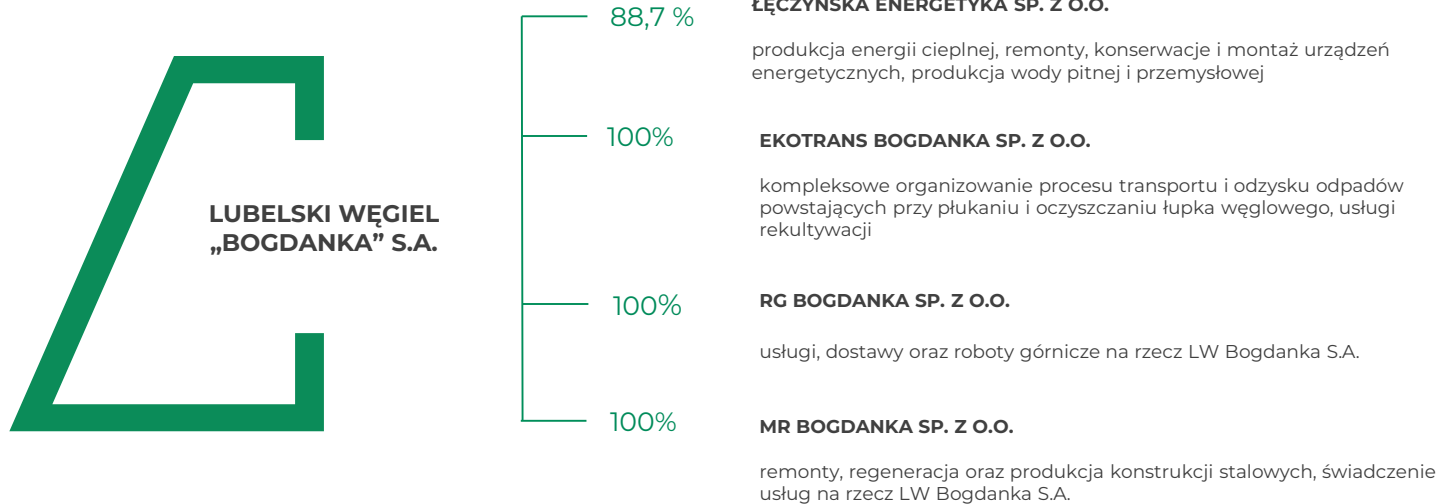 88,7 %
ŁĘCZYŃSKA ENERGETYKA SP. Z O.O.
produkcja energii cieplnej, remonty, konserwacje i montaż urządzeń
energetycznych, produkcja wody pitnej i przemysłowej
100%
EKOTRANS BOGDANKA SP. Z O.O.
kompleksowe organizowanie procesu transportu i odzysku odpadów
powstających przy płukaniu i oczyszczaniu łupka węglowego, usługi
rekultywacji
LUBELSKI WĘGIEL
„BOGDANKA” S.A.
100%
RG BOGDANKA SP. Z O.O.
usługi, dostawy oraz roboty górnicze na rzecz LW Bogdanka S.A.
100%
MR BOGDANKA SP. Z O.O.
remonty, regeneracja oraz produkcja konstrukcji stalowych, świadczenie
usług na rzecz LW Bogdanka S.A.